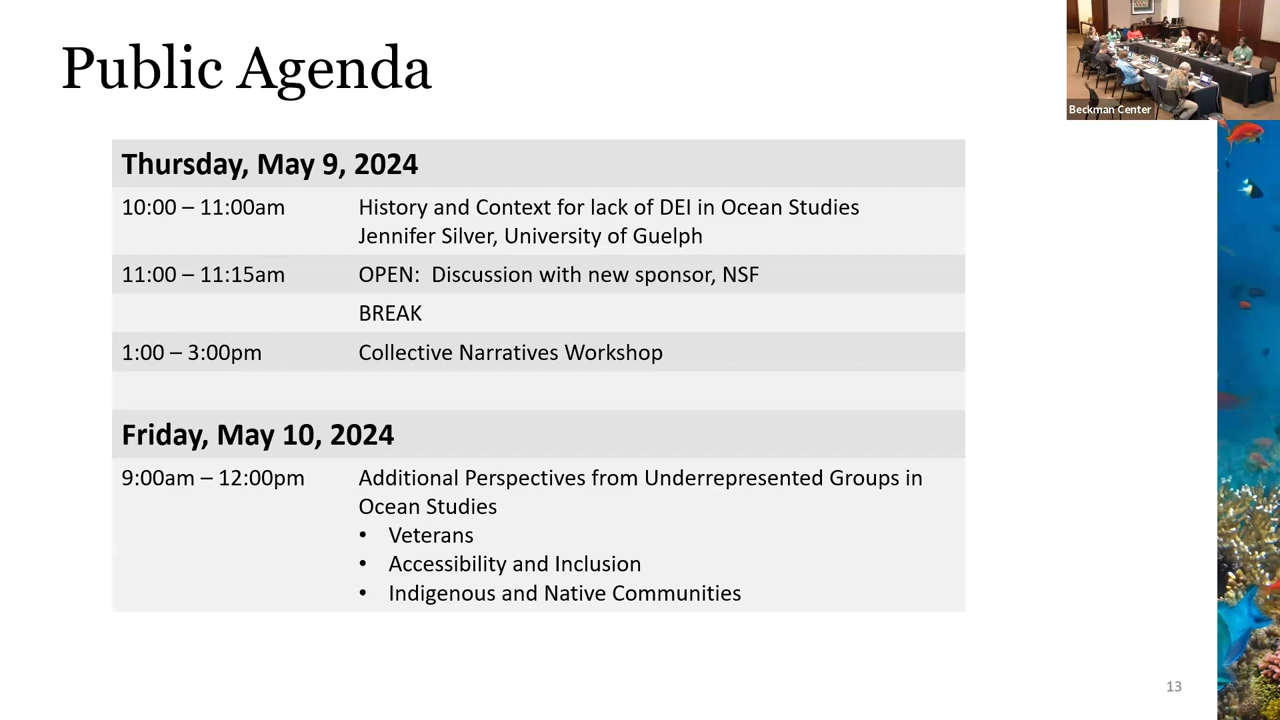 Public Agenda
Beckman Center
Thursday, May 9, 2024
10:00 – 11:00am History and Context for lack of DEI in Ocean Studies
Jennifer Silver, University of Guelph
11:00 – 11:15am OPEN: Discussion with new sponsor, NSF
BREAK
1:00 – 3:00pm Collective Narratives Workshop
Friday, May 10, 2024
9:00am – 12:00pm Additional Perspectives from Underrepresented Groups in
Ocean Studies
• Veterans
• Accessibility and Inclusion
• Indigenous and Native Communities
13